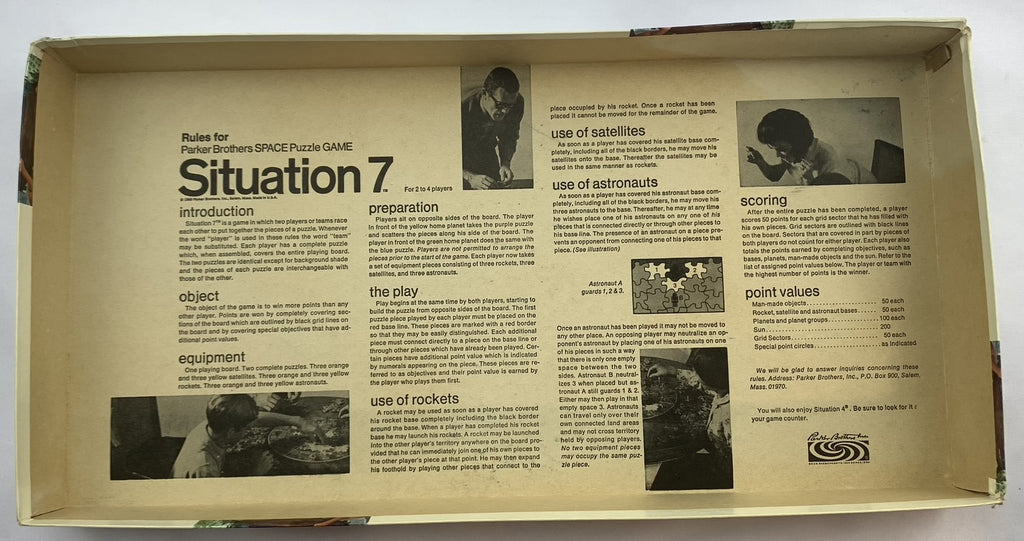 Rules for
Parker Brothers SPACE Puzzle GAME
Situation 7™
For 2 to 4 players
© 1969 Parker Brothers, Inc., Salem, Mass. Made in U.S.A.
introduction
Situation 7™ is a game in which two players or teams race
each other to put together the pieces of a puzzle. Whenever
the word "player" is used in these rules the word "team"
may be substituted. Each player has a complete puzzle
which, when assembled, covers the entire playing board.
The two puzzles are identical except for background shade
and the pieces of each puzzle are interchangeable with
those of the other.
object
The object of the game is to win more points than any
other player. Points are won by completely covering sec-
tions of the board which are outlined by black grid lines on
the board and by covering special objectives that have ad-
ditional point values.
equipment
One playing board. Two complete puzzles. Three orange
and three yellow satellites. Three orange and three yellow
rockets. Three orange and three yellow astronauts.
preparation
Players sit on opposite sides of the board. The player
in front of the yellow home planet takes the purple puzzle
and scatters the pieces along his side of the board. The
player in front of the green home planet does the same with
the blue puzzle. Players are not permitted to arrange the
pieces prior to the start of the game. Each player now takes
a set of equipment pieces consisting of three rockets, three
satellites, and three astronauts.
the play
Play begins at the same time by both players, starting to
build the puzzle from opposite sides of the board. The first
puzzle piece played by each player must be placed on the
red base line. These pieces are marked with a red border
so that they may be easily distinguished. Each additional
piece must connect directly to a piece on the base line or
through other pieces which have already been played. Cer-
tain pieces have additional point value which is indicated
by numerals appearing on the piece. These pieces are re-
ferred to as objectives and their point value is earned by
the player who plays them first.
use of rockets
A rocket may be used as soon as a player has covered
his rocket base completely including the black border
around the base. When a player has completed his rocket
base he may launch his rockets. A rocket may be launched
into the other player's territory anywhere on the board pro-
vided that he can immediately join one of his own pieces to
the other player's piece at that point. He may then expand
his foothold by playing other pieces that connect to the
piece occupied by his rocket. Once a rocket has been
placed it cannot be moved for the remainder of the game.
use of satellites
As soon as a player has covered his satellite base com-
pletely, including all of the black borders, he may move his
satellites onto the base. Thereafter the satellites may be
used in the same manner as rockets.
use of astronauts
As soon as a player has covered his astronaut base com-
pletely, including all of the black borders, he may move his
three astronauts to the base. Thereafter, he may at any time
he wishes place one of his astronauts on any one of his
pieces that is connected directly or through other pieces to
his base line. The presence of an astronaut on a piece pre-
vents an opponent from connecting one of his pieces to that
piece. (See illustration)
Astronaut A
guards 1, 2 & 3.
Once an astronaut has been played it may not be moved to
any other place. An opposing player may neutralize an op-
ponent's astronaut by placing one of his astronauts on one
of his pieces in such a way
that there is only one empty
space between the two
sides. Astronaut B neutralizes
3 when placed but as-
tronaut A still guards 1 & 2.
Either may then play in that
empty space 3. Astronauts
can travel only over their
own connected land areas
and may not cross territory
held by opposing players.
No two equipment pieces
may occupy the same puz-
zle piece.
scoring
After the entire puzzle has been completed, a player
scores 50 points for each grid sector that he has filled with
his own pieces. Grid sectors are outlined with black lines
on the board. Sectors that are covered in part by pieces of
both players do not count for either player. Each player also
totals the points earned by completing objectives, such as
bases, planets, man-made objects and the sun. Refer to the
list of assigned point values below. The player or team with
the highest number of points is the winner.
point values
Man-made objects 50 each
Rocket, satellite and astronaut bases 50 each
Planets and planet groups 100 each
Sun 200
Grid Sectors 50 each
Special point circles as indicated
We will be glad to answer inquiries concerning these
rules. Address: Parker Brothers, Inc., P.O. Box 900, Salem,
Mass. 01970.
You will also enjoy Situation 4®. Be sure to look for it
your game counter.
Parker Brothers Inc